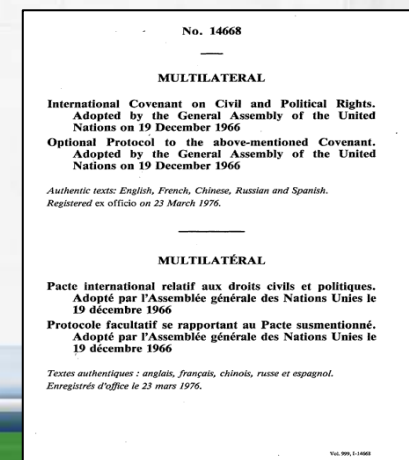 No. 14668
MULTILATERAL
International Covenant on Civil and Political Rights.
Adopted by the General Assembly of the United
Nations on 19 December 1966
Optional Protocol to the above-mentioned Covenant.
Adopted by the General Assembly of the United
Nations on 19 December 1966
Authentic texts: English, French, Chinese, Russian and Spanish.
Registered ex officio on 23 March 1976.
MULTILATÉRAL
Pacte international relatif aux droits civils et politiques.
Adopté par l'Assemblée générale des Nations Unies le
19 décembre 1966
Protocole facultatif se rapportant au Pacte susmentionné.
Adopté par l'Assemblée générale des Nations Unies le
19 décembre 1966
Textes authentiques : anglais, français, chinois, russe et espagnol.
Enregistrés d'office le 23 mars 1976.
Vol. 999, I-14668